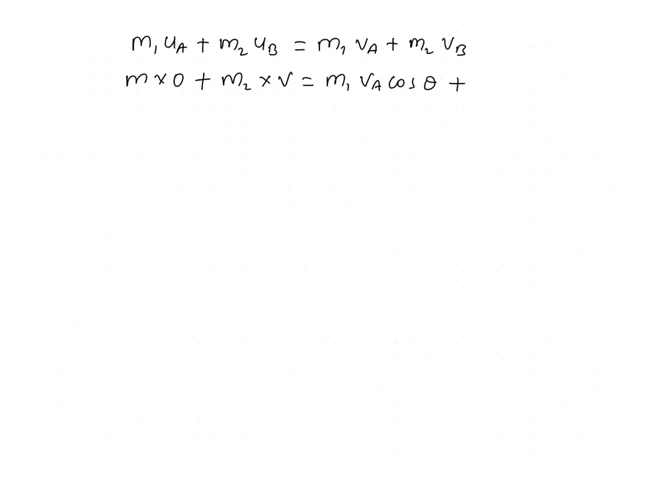 m₁ u_A + m₂ u_B = m₁ v_A + m₂ v_B
m × 0 + m₂ × v = m₁ v_A cos θ +